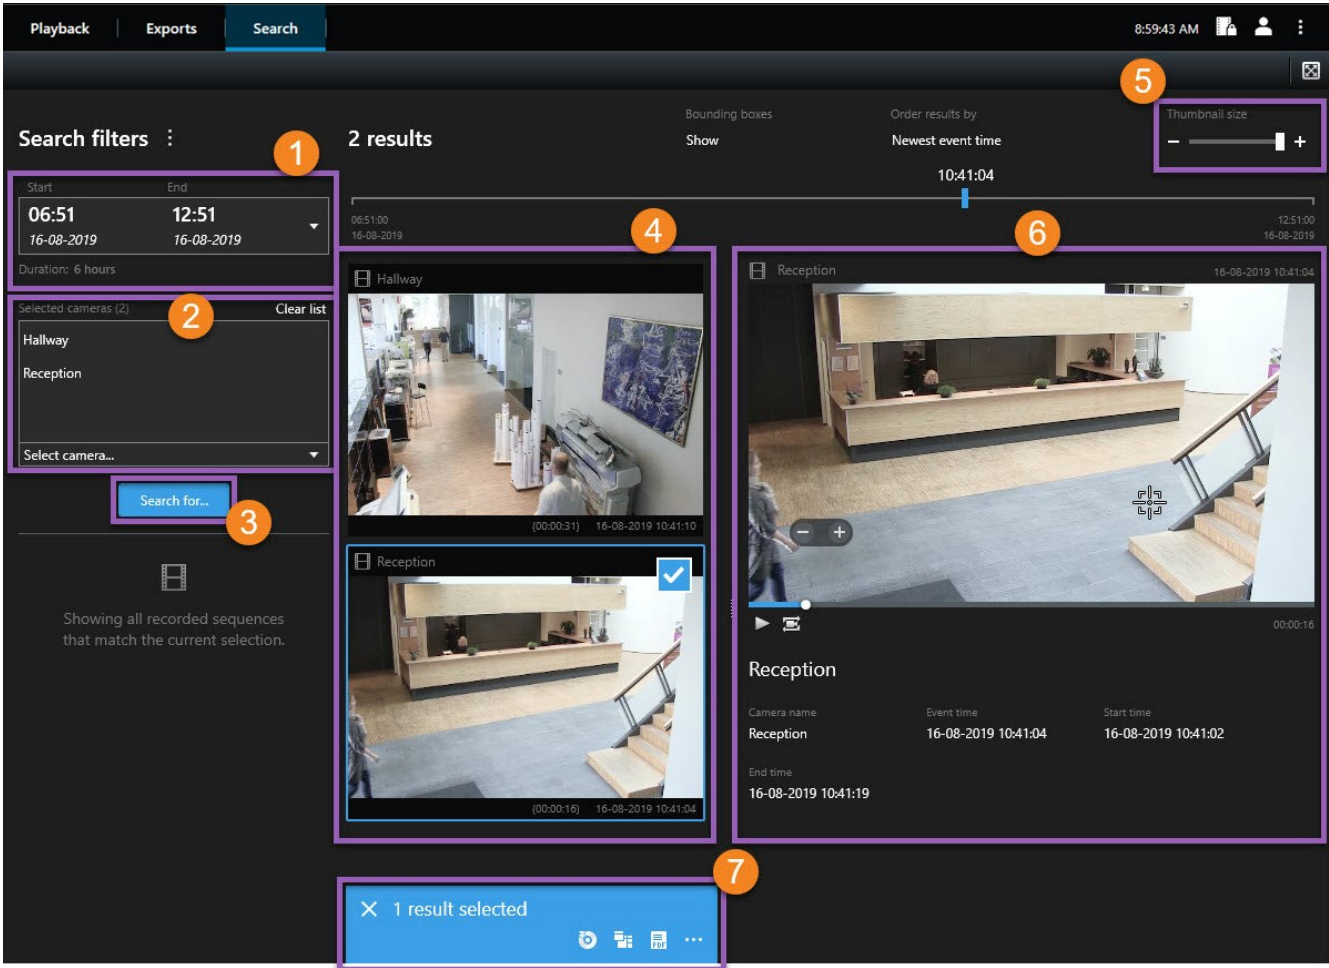 Playback
Exports
Search
8:59:43 AM
5
Search filters
2 results
Bounding boxes
Show
Order results by
Newest event time
Thumbnail size
− +
1
10:41:04
06:51:00
16-08-2019
12:51:00
16-08-2019
Start End
06:51 12:51
16-08-2019 16-08-2019
Duration: 6 hours
2
Selected cameras (2) Clear list
Hallway
Reception
Select camera...
Search for...
3
Showing all recorded sequences
that match the current selection.
4
Hallway
(00:00:31) 16-08-2019 10:41:10
Reception
(00:00:16) 16-08-2019 10:41:04
6
Reception 16-08-2019 10:41:04
− +
00:00:16
Reception
Camera name Event time Start time
Reception 16-08-2019 10:41:04 16-08-2019 10:41:02
End time
16-08-2019 10:41:19
7
1 result selected
PDF